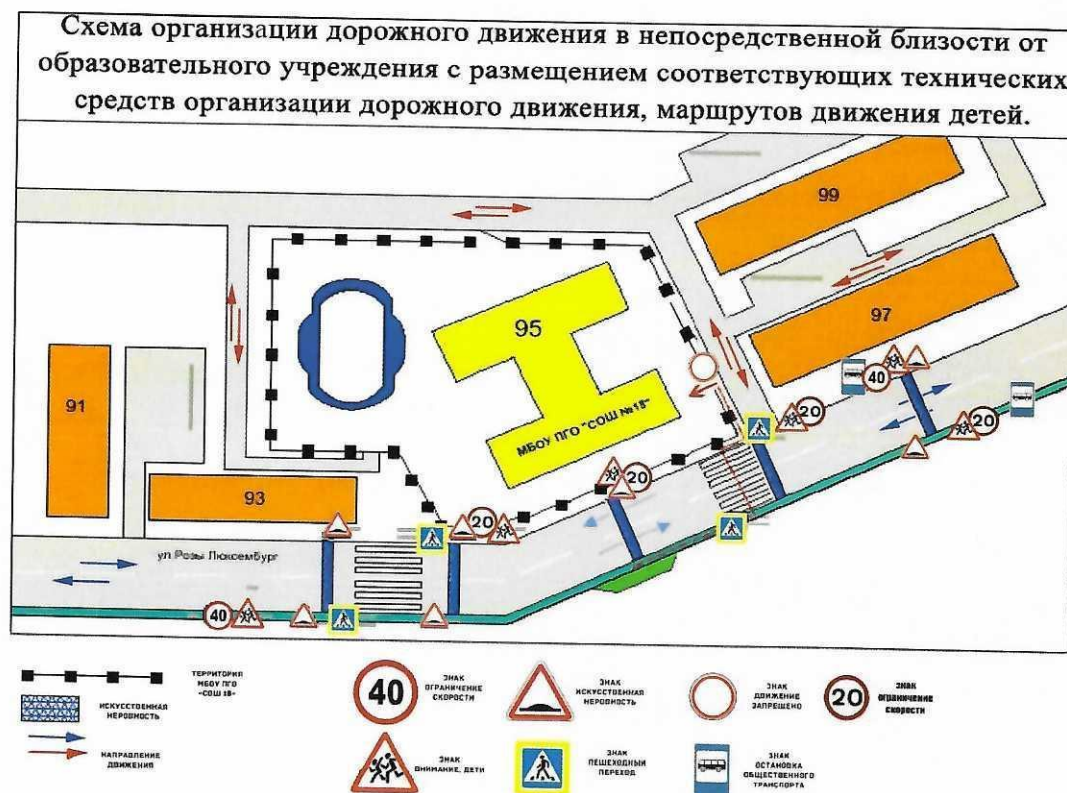 Схема организации дорожного движения в непосредственной близости от
образовательного учреждения с размещением соответствующих технических
средств организации дорожного движения, маршрутов движения детей.
99
97
95
МБОУ ПГО "СОШ №18"
91
93
40
20
20
20
20
40
ул Розы Люксембург
ТЕРРИТОРИЯ
МБОУ ПГО
«СОШ 18»
ИСКУССТВЕННАЯ
НЕРОВНОСТЬ
НАПРАВЛЕНИЕ
ДВИЖЕНИЯ
40
ЗНАК
ОГРАНИЧЕНИЕ
СКОРОСТИ
ЗНАК
ВНИМАНИЕ, ДЕТИ
ЗНАК
ИСКУССТВЕННАЯ
НЕРОВНОСТЬ
ЗНАК
ПЕШЕХОДНЫЙ
ПЕРЕХОД
ЗНАК
ДВИЖЕНИЕ
ЗАПРЕЩЕНО
ЗНАК
ОСТАНОВКА
ОБЩЕСТВЕННОГО
ТРАНСПОРТА
20
ЗНАК
ОГРАНИЧЕНИЕ
СКОРОСТИ